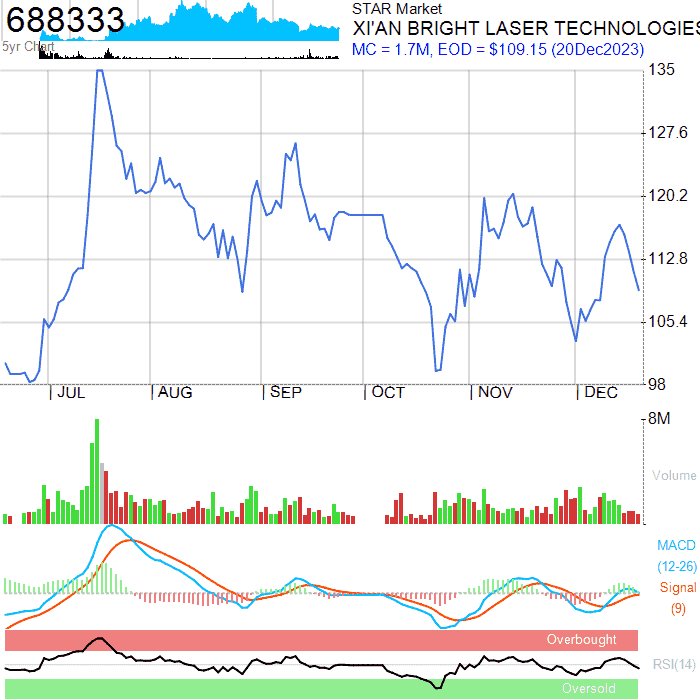 688333
5yr Chart
STAR Market
XI'AN BRIGHT LASER TECHNOLOGIES
MC = 1.7M, EOD = $109.15 (20Dec2023)
135
127.6
120.2
112.8
105.4
98
JUL AUG SEP OCT NOV DEC
8M
Volume
MACD
(12-26)
Signal
(9)
Overbought
RSI(14)
Oversold